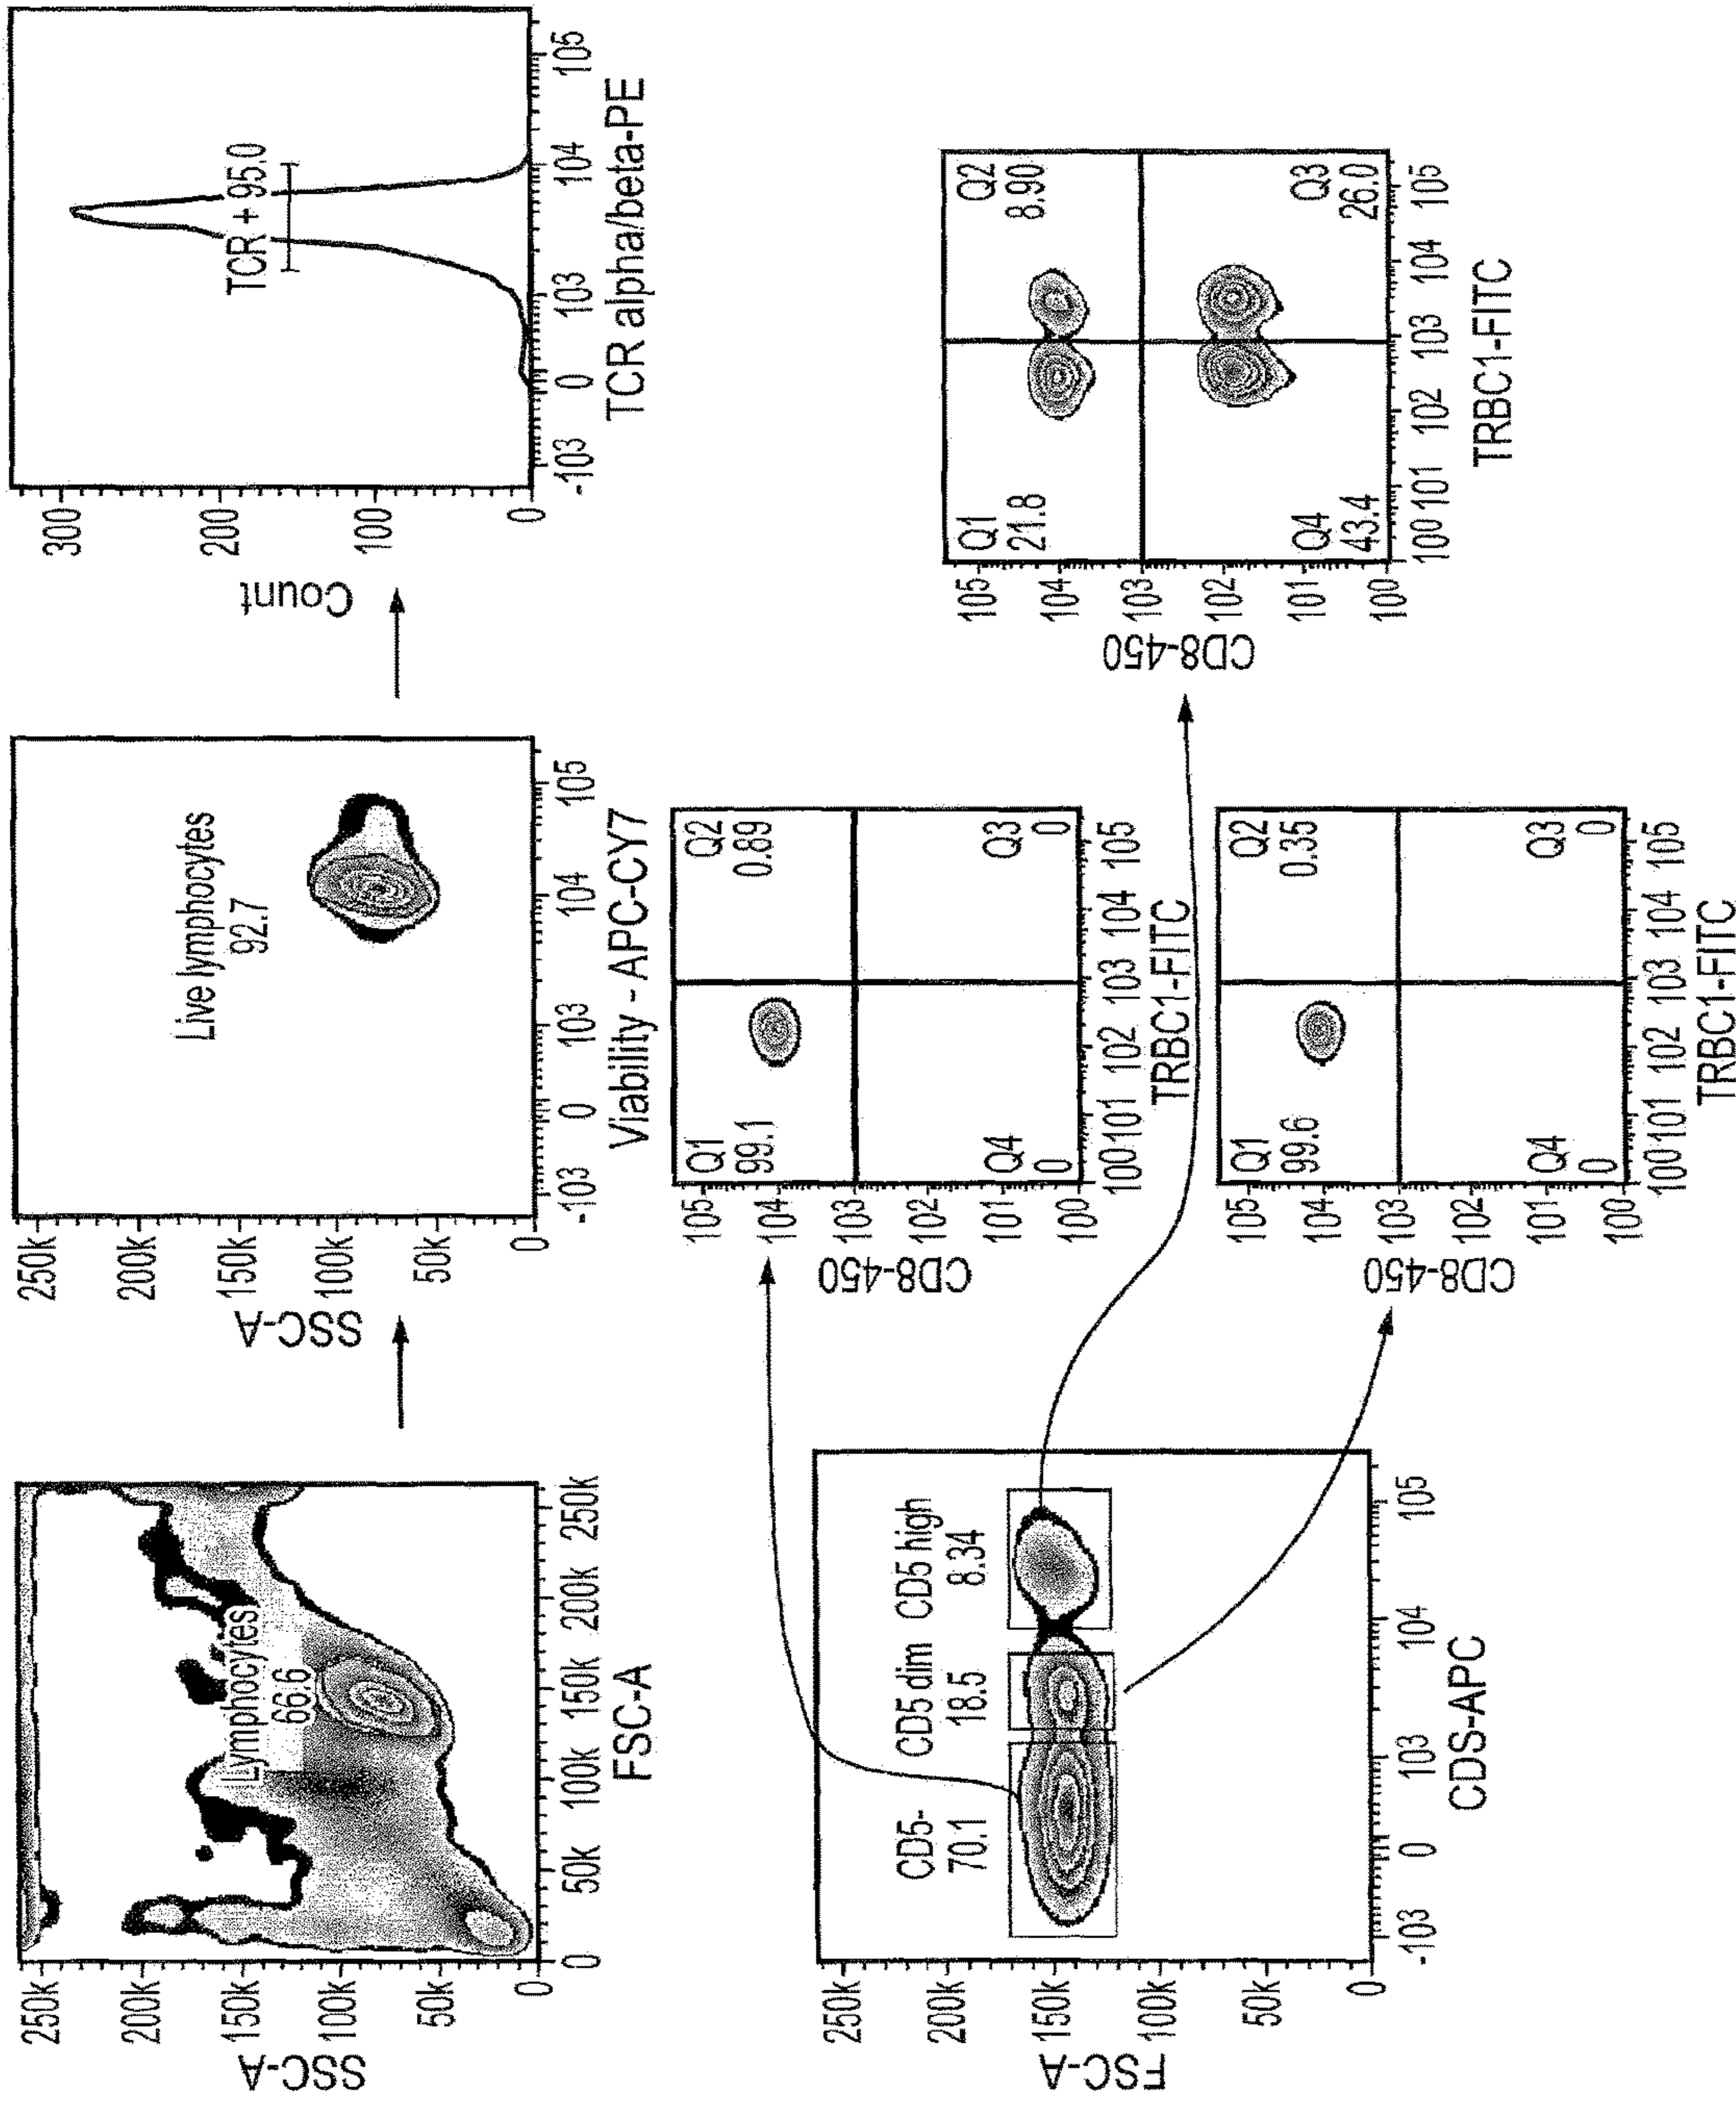 250k
200k
150k
100k
50k
0
SSC-A
Lymphocytes
66.6
0
50k
100k
150k
200k
250k
FSC-A
250k
200k
150k
100k
50k
0
SSC-A
Live lymphocytes
92.7
-10³
0
10³
10⁴
10⁵
Viability - APC-CY7
300
200
100
0
Count
TCR + 95.0
-10³
0
10³
10⁴
10⁵
TCR alpha/beta-PE
250k
200k
150k
100k
50k
0
FSC-A
CD5-
70.1
CD5 dim
18.5
CD5 high
8.34
-10³
0
10³
10⁴
10⁵
CDS-APC
10⁵
10⁴
10³
10²
10¹
10⁰
CD8-450
Q1
99.1
Q2
0.89
Q4
0
Q3
0
10⁰
10¹
10²
10³
10⁴
10⁵
TRBC1-FITC
10⁵
10⁴
10³
10²
10¹
10⁰
CD8-450
Q1
21.8
Q2
8.90
Q4
43.4
Q3
26.0
10⁰
10¹
10²
10³
10⁴
10⁵
TRBC1-FITC
10⁵
10⁴
10³
10²
10¹
10⁰
CD8-450
Q1
99.6
Q2
0.35
Q4
0
Q3
0
10⁰
10¹
10²
10³
10⁴
10⁵
TRBC1-FITC